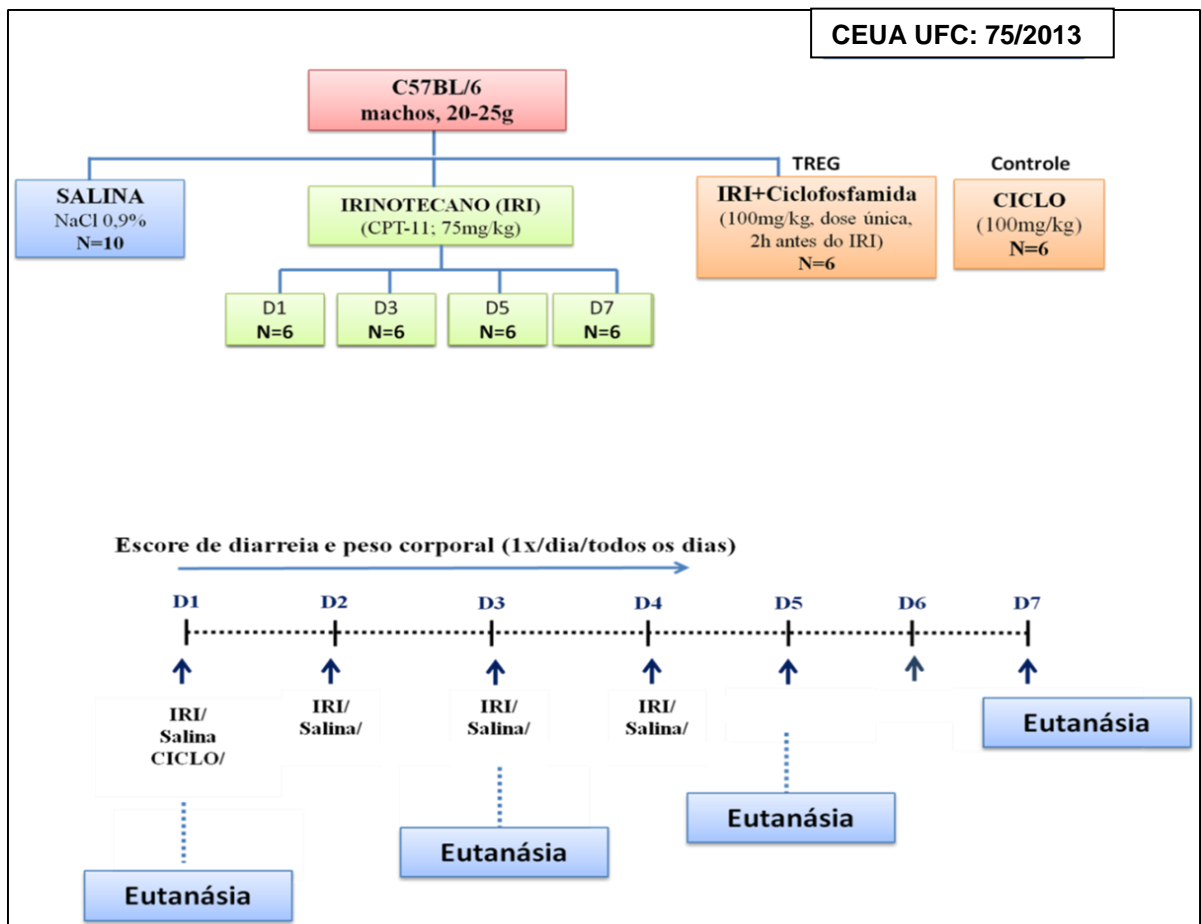 CEUA UFC: 75/2013
C57BL/6
machos, 20-25g
SALINA
NaCl 0,9%
N=10
IRINOTECANO (IRI)
(CPT-11; 75mg/kg)
TREG
IRI+Ciclofosfamida
(100mg/kg, dose única,
2h antes do IRI)
N=6
Controle
CICLO
(100mg/kg)
N=6
D1
N=6
D3
N=6
D5
N=6
D7
N=6
Escore de diarreia e peso corporal (1x/dia/todos os dias)
D1 D2 D3 D4 D5 D6 D7
IRI/
Salina
CICLO/
IRI/
Salina/
IRI/
Salina/
IRI/
Salina/
Eutanásia
Eutanásia
Eutanásia
Eutanásia